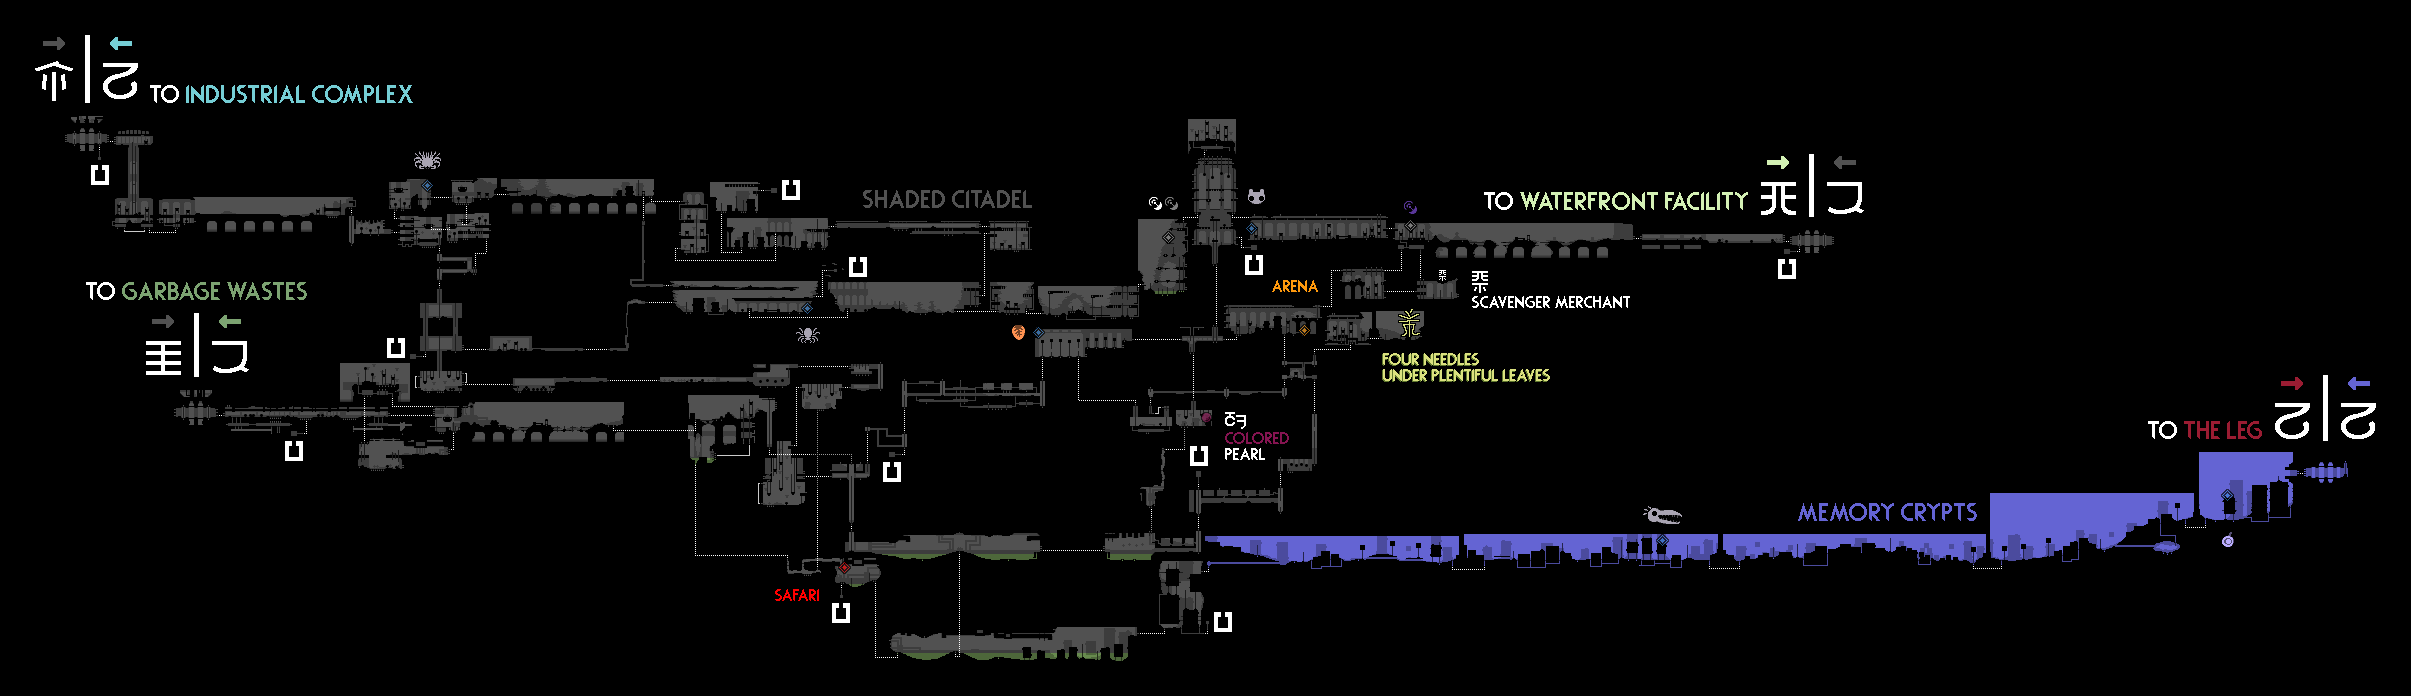 TO INDUSTRIAL COMPLEX
SHADED CITADEL
TO WATERFRONT FACILITY
TO GARBAGE WASTES
ARENA
SCAVENGER MERCHANT
FOUR NEEDLES
UNDER PLENTIFUL LEAVES
COLORED
PEARL
TO THE LEG
MEMORY CRYPTS
SAFARI